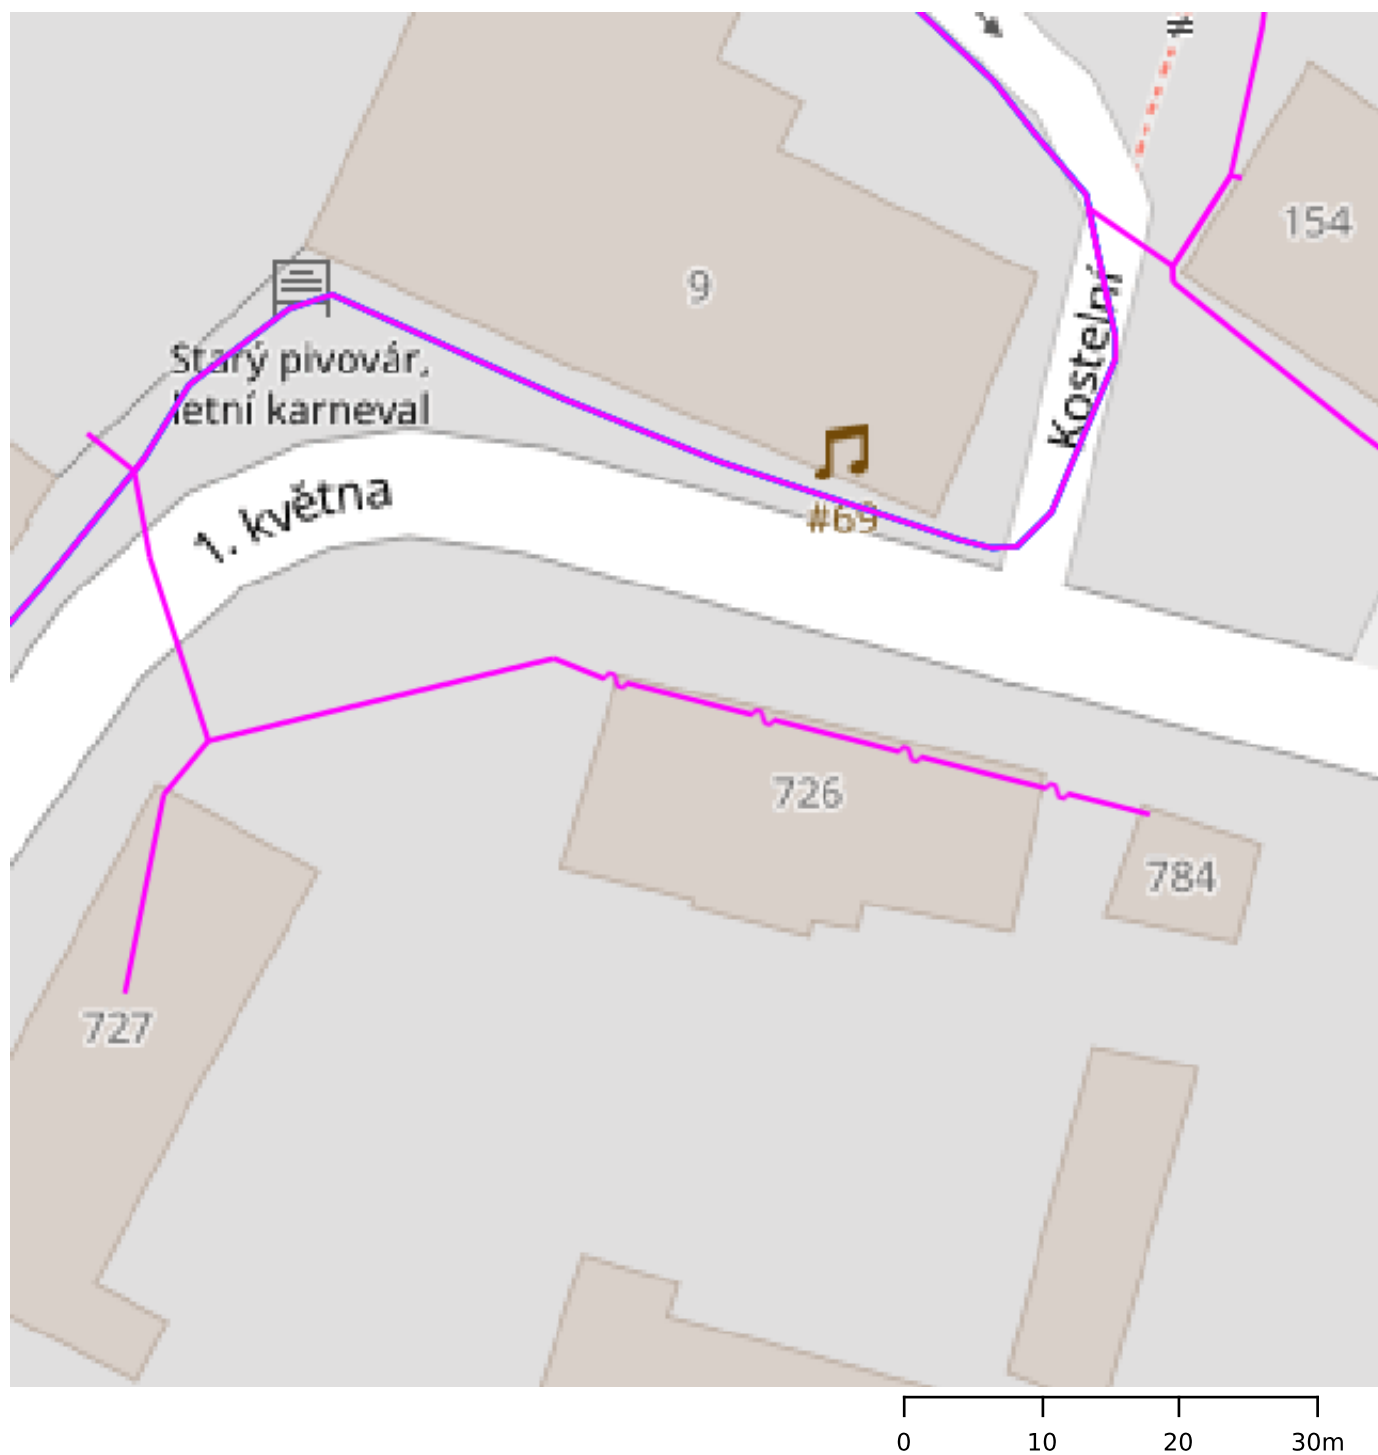 154
9
Kostelní
Starý pivovár,
letní karneval
1. května
#69
726
784
727
0 10 20 30m